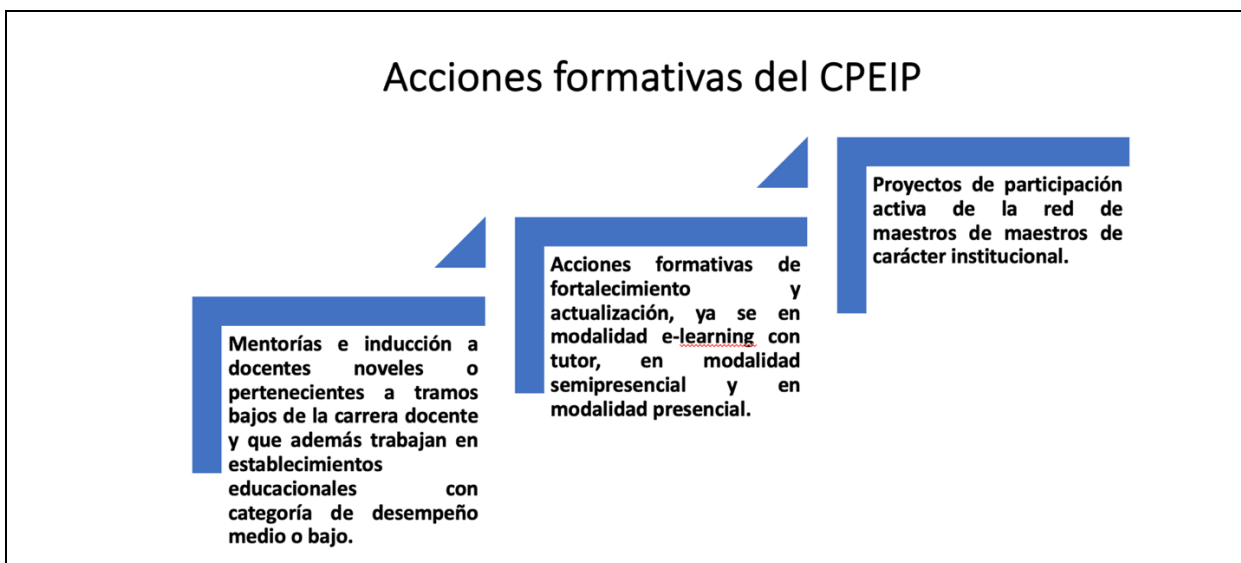 Acciones formativas del CPEIP
Mentorías e inducción a
docentes noveles o
pertenecientes a tramos
bajos de la carrera docente
y que además trabajan en
establecimientos
educacionales con
categoría de desempeño
medio o bajo.
Acciones formativas de
fortalecimiento y
actualización, ya se en
modalidad e-learning con
tutor, en modalidad
semipresencial y en
modalidad presencial.
Proyectos de participación
activa de la red de
maestros de maestros de
carácter institucional.